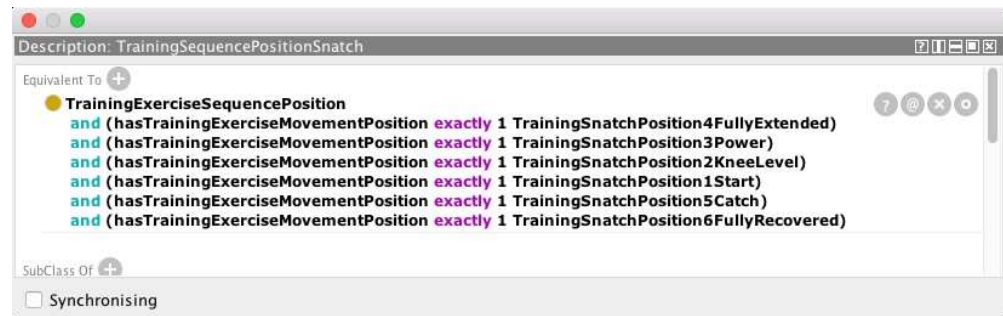 Description: TrainingSequencePositionSnatch
Equivalent To
TrainingExerciseSequencePosition
and (hasTrainingExerciseMovementPosition exactly 1 TrainingSnatchPosition4FullyExtended)
and (hasTrainingExerciseMovementPosition exactly 1 TrainingSnatchPosition3Power)
and (hasTrainingExerciseMovementPosition exactly 1 TrainingSnatchPosition2KneeLevel)
and (hasTrainingExerciseMovementPosition exactly 1 TrainingSnatchPosition1Start)
and (hasTrainingExerciseMovementPosition exactly 1 TrainingSnatchPosition5Catch)
and (hasTrainingExerciseMovementPosition exactly 1 TrainingSnatchPosition6FullyRecovered)
SubClass Of
Synchronising